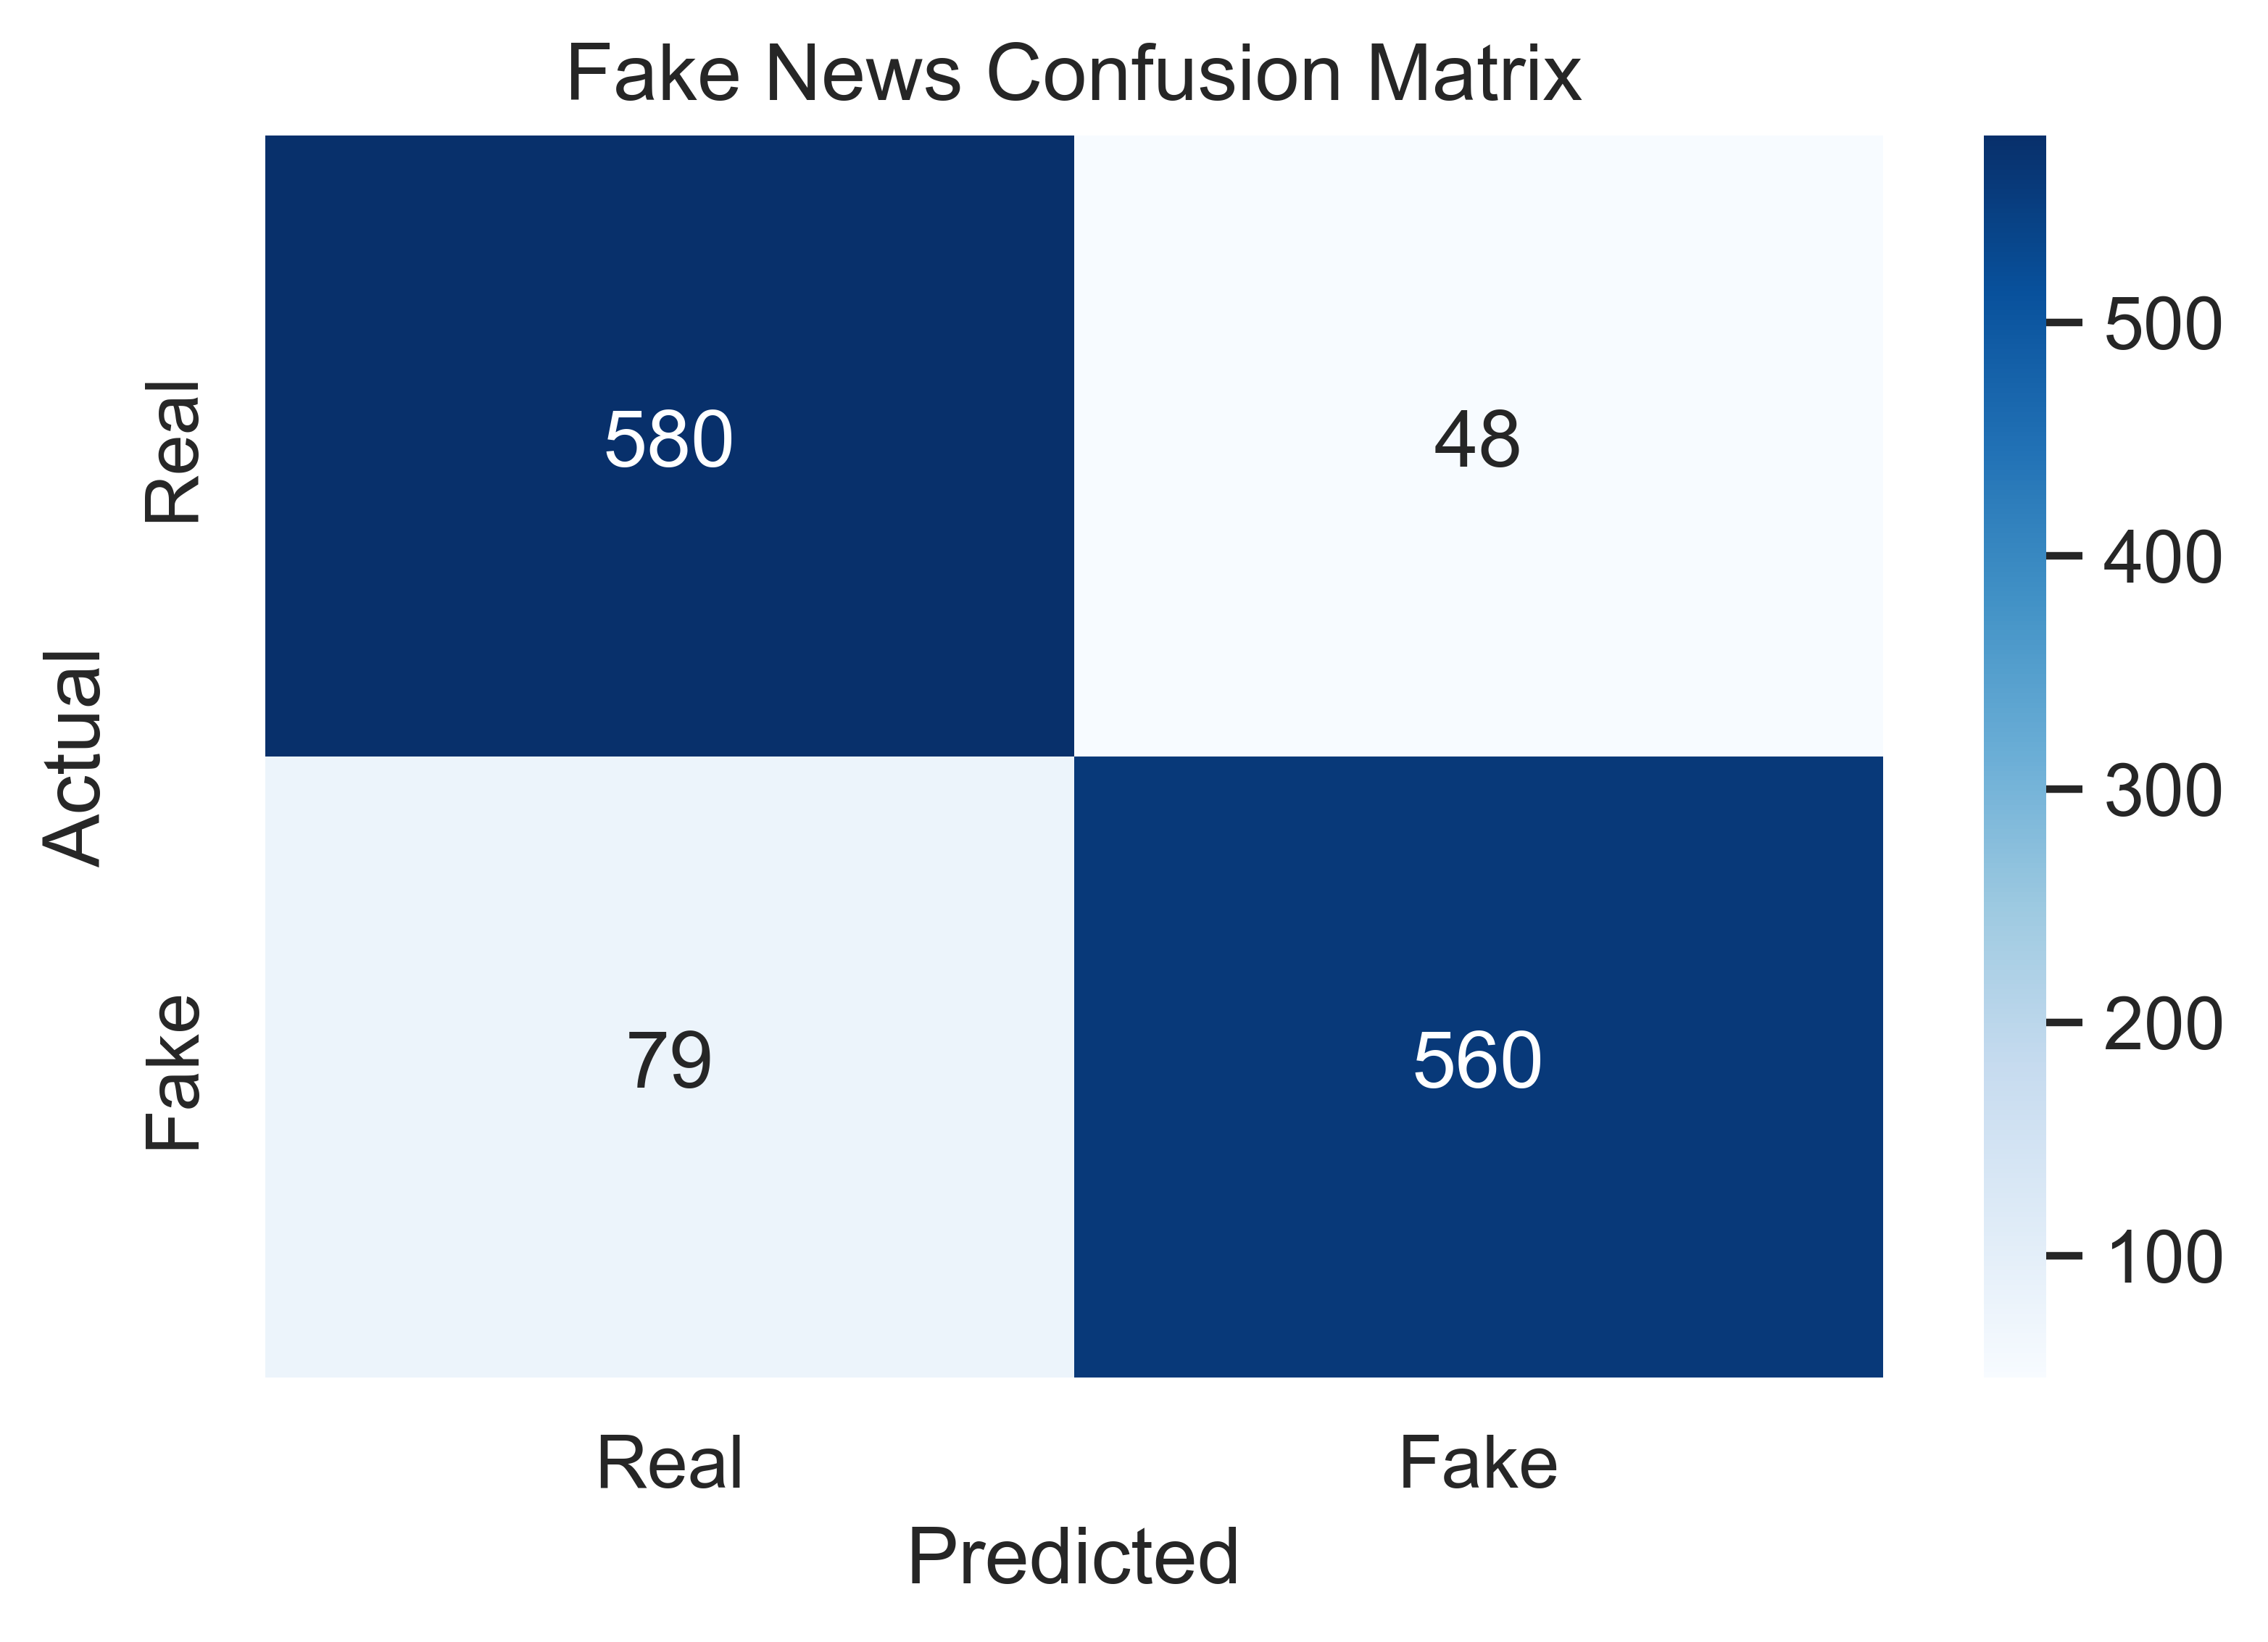 Fake News Confusion Matrix
Actual
Real
580
48
Fake
79
560
Real
Fake
Predicted
500
400
300
200
100